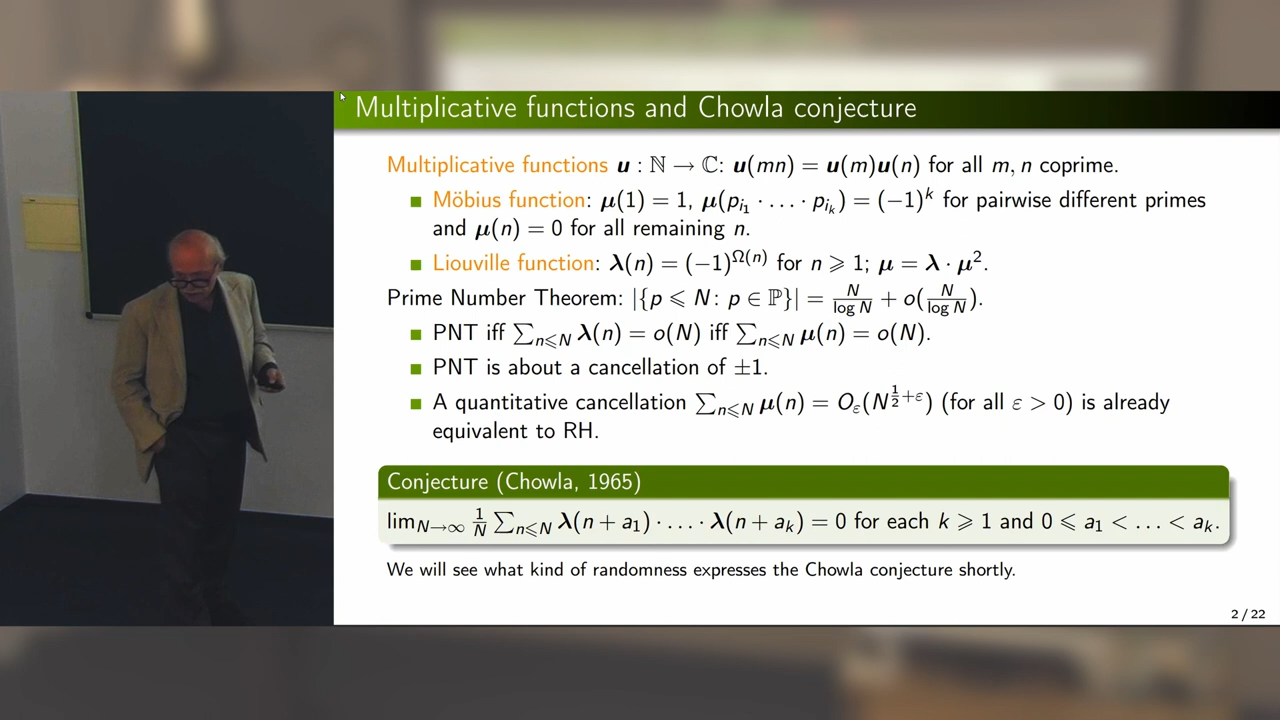 Multiplicative functions and Chowla conjecture
Multiplicative functions u : ℕ → ℂ: u(mn) = u(m)u(n) for all m, n coprime.
■ Möbius function: μ(1) = 1, μ(p_{i_1} · … · p_{i_k}) = (−1)^k for pairwise different primes
and μ(n) = 0 for all remaining n.
■ Liouville function: λ(n) = (−1)^{Ω(n)} for n ⩾ 1; μ = λ · μ².
Prime Number Theorem: |{p ⩽ N: p ∈ ℙ}| = N/log N + o(N/log N).
■ PNT iff ∑_{n⩽N} λ(n) = o(N) iff ∑_{n⩽N} μ(n) = o(N).
■ PNT is about a cancellation of ±1.
■ A quantitative cancellation ∑_{n⩽N} μ(n) = O_ε(N^{1/2+ε}) (for all ε > 0) is already
equivalent to RH.
Conjecture (Chowla, 1965)
lim_{N→∞} 1/N ∑_{n⩽N} λ(n + a_1) · … · λ(n + a_k) = 0 for each k ⩾ 1 and 0 ⩽ a_1 < … < a_k.
We will see what kind of randomness expresses the Chowla conjecture shortly.
2 / 22